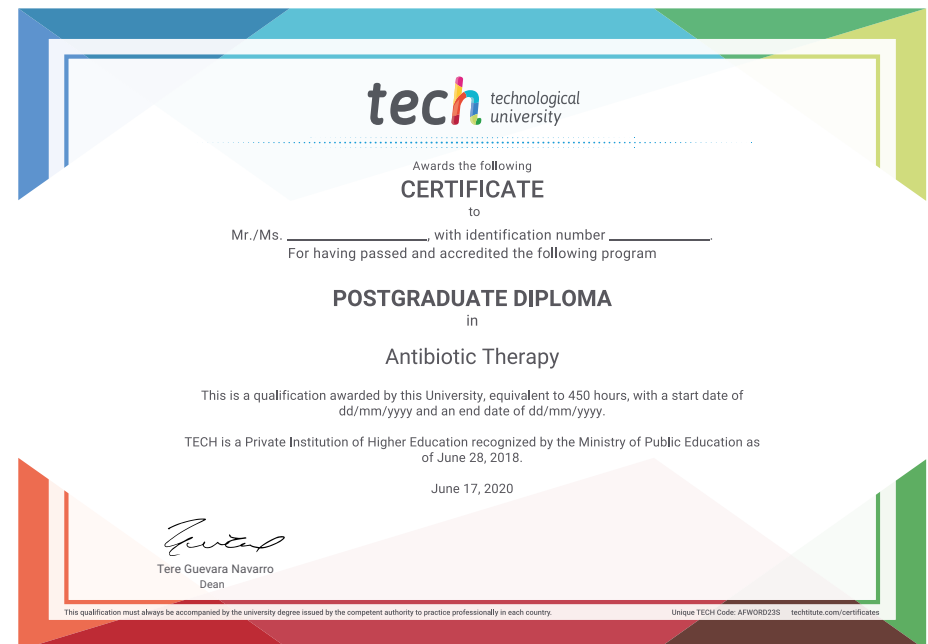 tech technological
university
Awards the following
CERTIFICATE
to
Mr./Ms. ____________________, with identification number ______________.
For having passed and accredited the following program
POSTGRADUATE DIPLOMA
in
Antibiotic Therapy
This is a qualification awarded by this University, equivalent to 450 hours, with a start date of
dd/mm/yyyy and an end date of dd/mm/yyyy.
TECH is a Private Institution of Higher Education recognized by the Ministry of Public Education as
of June 28, 2018.
June 17, 2020
Tere Guevara Navarro
Dean
This qualification must always be accompanied by the university degree issued by the competent authority to practice professionally in each country.
Unique TECH Code: AFWORD23S techtitute.com/certificates